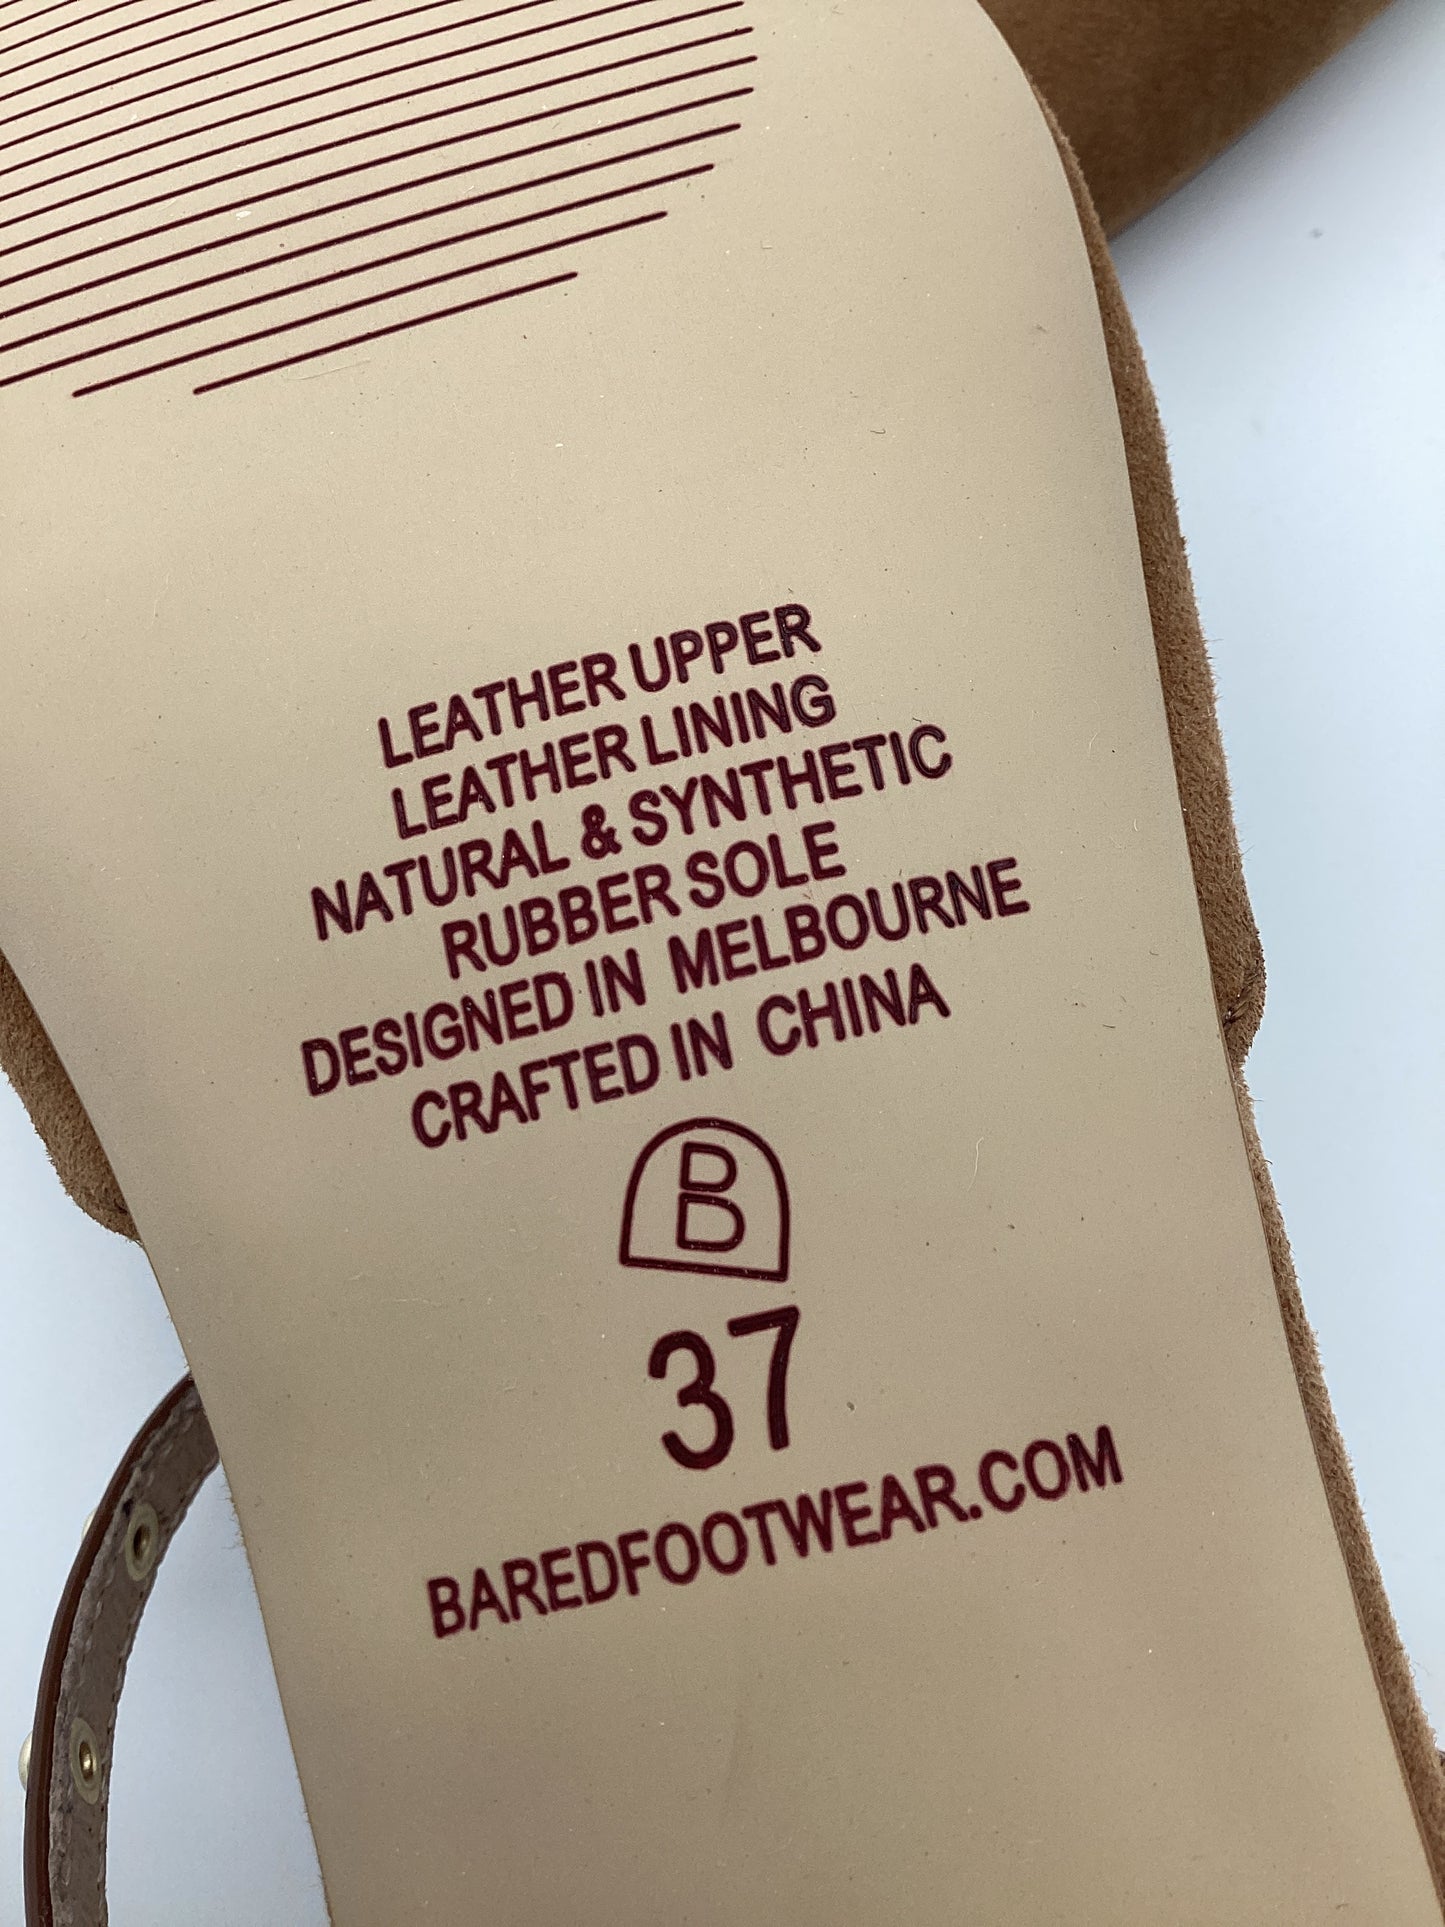 LEATHER UPPER
LEATHER LINING
NATURAL & SYNTHETIC
RUBBER SOLE
DESIGNED IN MELBOURNE
CRAFTED IN CHINA
B
37
BAREDFOOTWEAR.COM